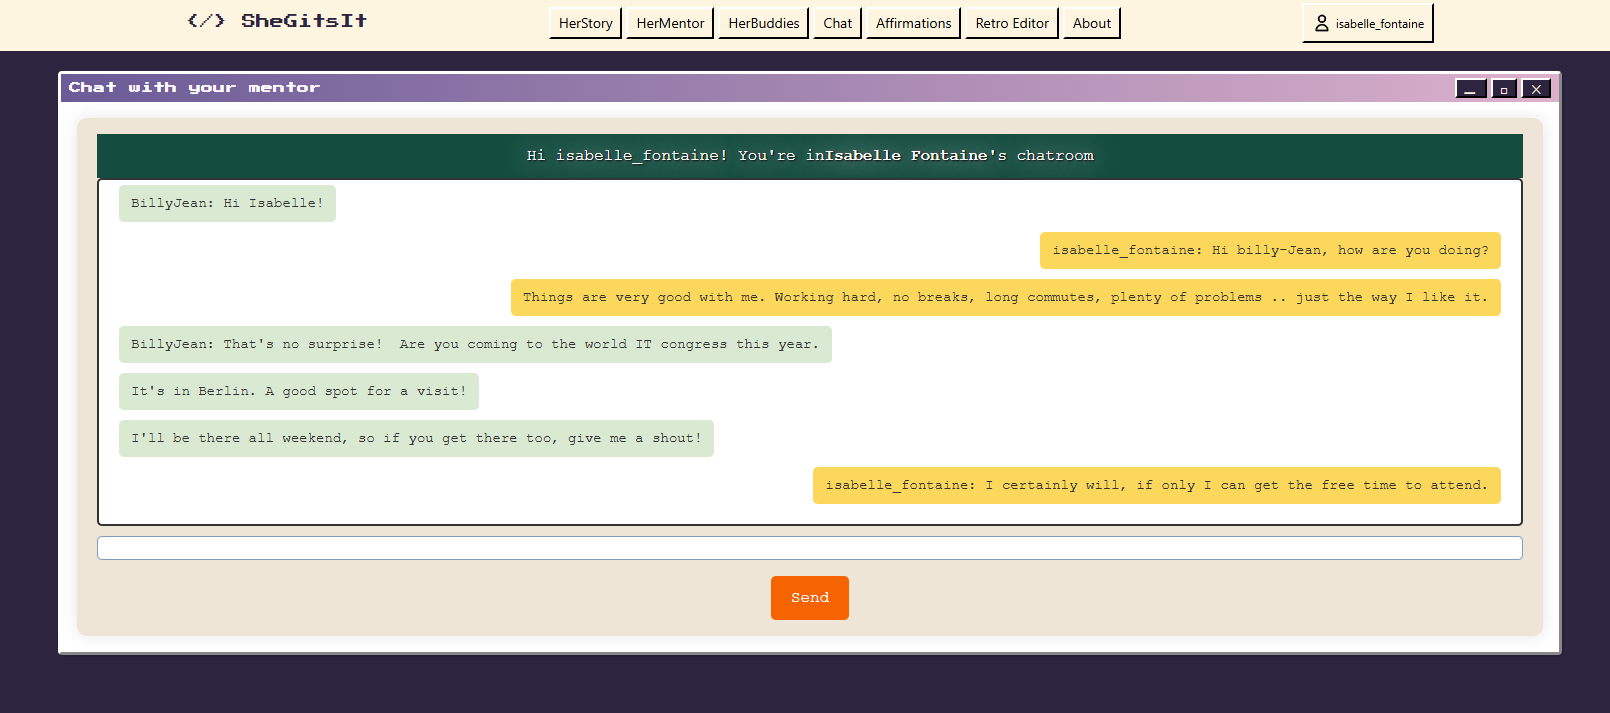 </> SheGitsIt
HerStory HerMentor HerBuddies Chat Affirmations Retro Editor About
isabelle_fontaine
Chat with your mentor
Hi isabelle_fontaine! You're inIsabelle Fontaine's chatroom
BillyJean: Hi Isabelle!
isabelle_fontaine: Hi billy-Jean, how are you doing?
Things are very good with me. Working hard, no breaks, long commutes, plenty of problems .. just the way I like it.
BillyJean: That's no surprise!  Are you coming to the world IT congress this year.
It's in Berlin. A good spot for a visit!
I'll be there all weekend, so if you get there too, give me a shout!
isabelle_fontaine: I certainly will, if only I can get the free time to attend.
Send